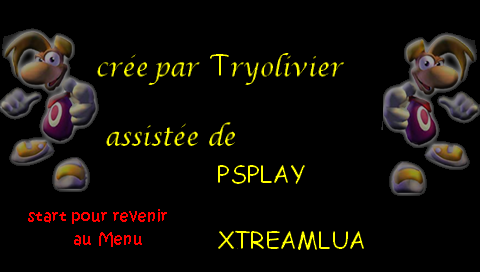 crée par Tryolivier
assistée de
PSPLAY
start pour revenir
au Menu
XTREAMLUA